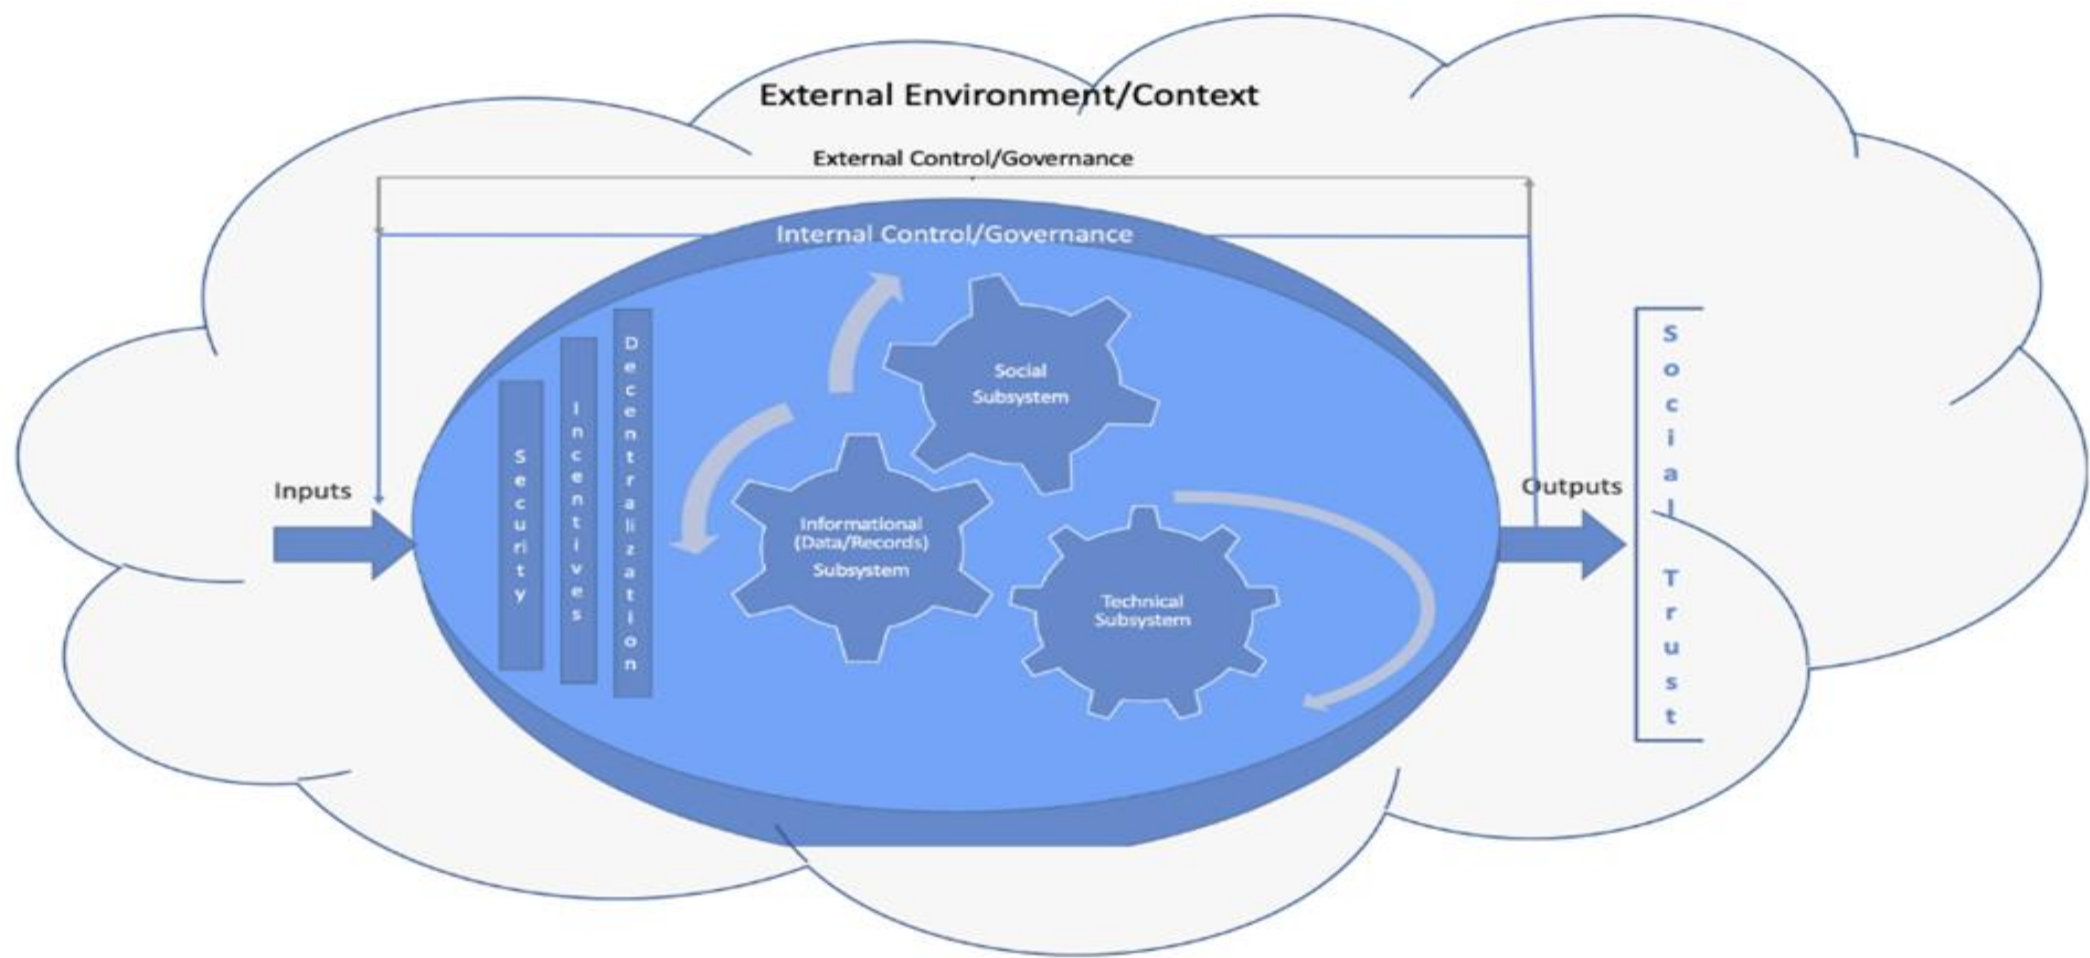 External Environment/Context
External Control/Governance
Internal Control/Governance
Inputs
Security
Incentives
Decentralization
Social
Subsystem
Informational
(Data/Records)
Subsystem
Technical
Subsystem
Outputs
Social Trust